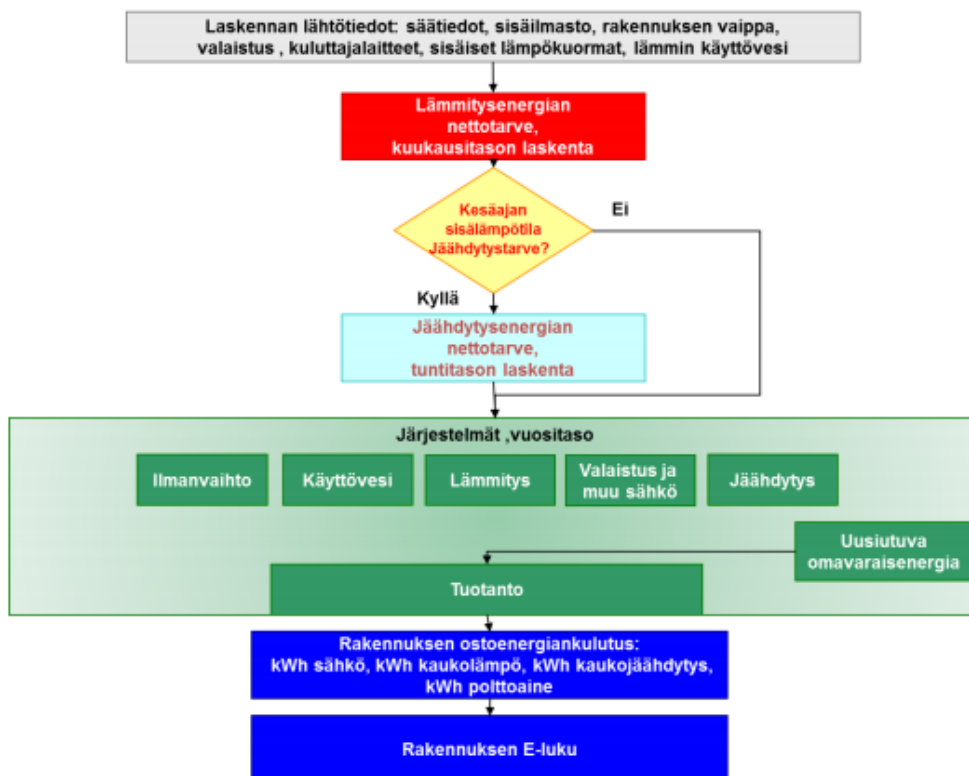 Laskennan lähtötiedot: säätiedot, sisäilmasto, rakennuksen vaippa,
valaistus , kuluttajalaitteet, sisäiset lämpökuormat, lämmin käyttövesi
Lämmitysenergian
nettotarve,
kuukausitason laskenta
Kesäajan
sisälämpötila
Jäähdytystarve?
Ei
Kyllä
Jäähdytysenergian
nettotarve,
tuntitason laskenta
Järjestelmät ,vuositaso
Ilmanvaihto
Käyttövesi
Lämmitys
Valaistus ja
muu sähkö
Jäähdytys
Uusiutuva
omavaraisenergia
Tuotanto
Rakennuksen ostoenergiankulutus:
kWh sähkö, kWh kaukolämpö, kWh kaukojäähdytys,
kWh polttoaine
Rakennuksen E-luku